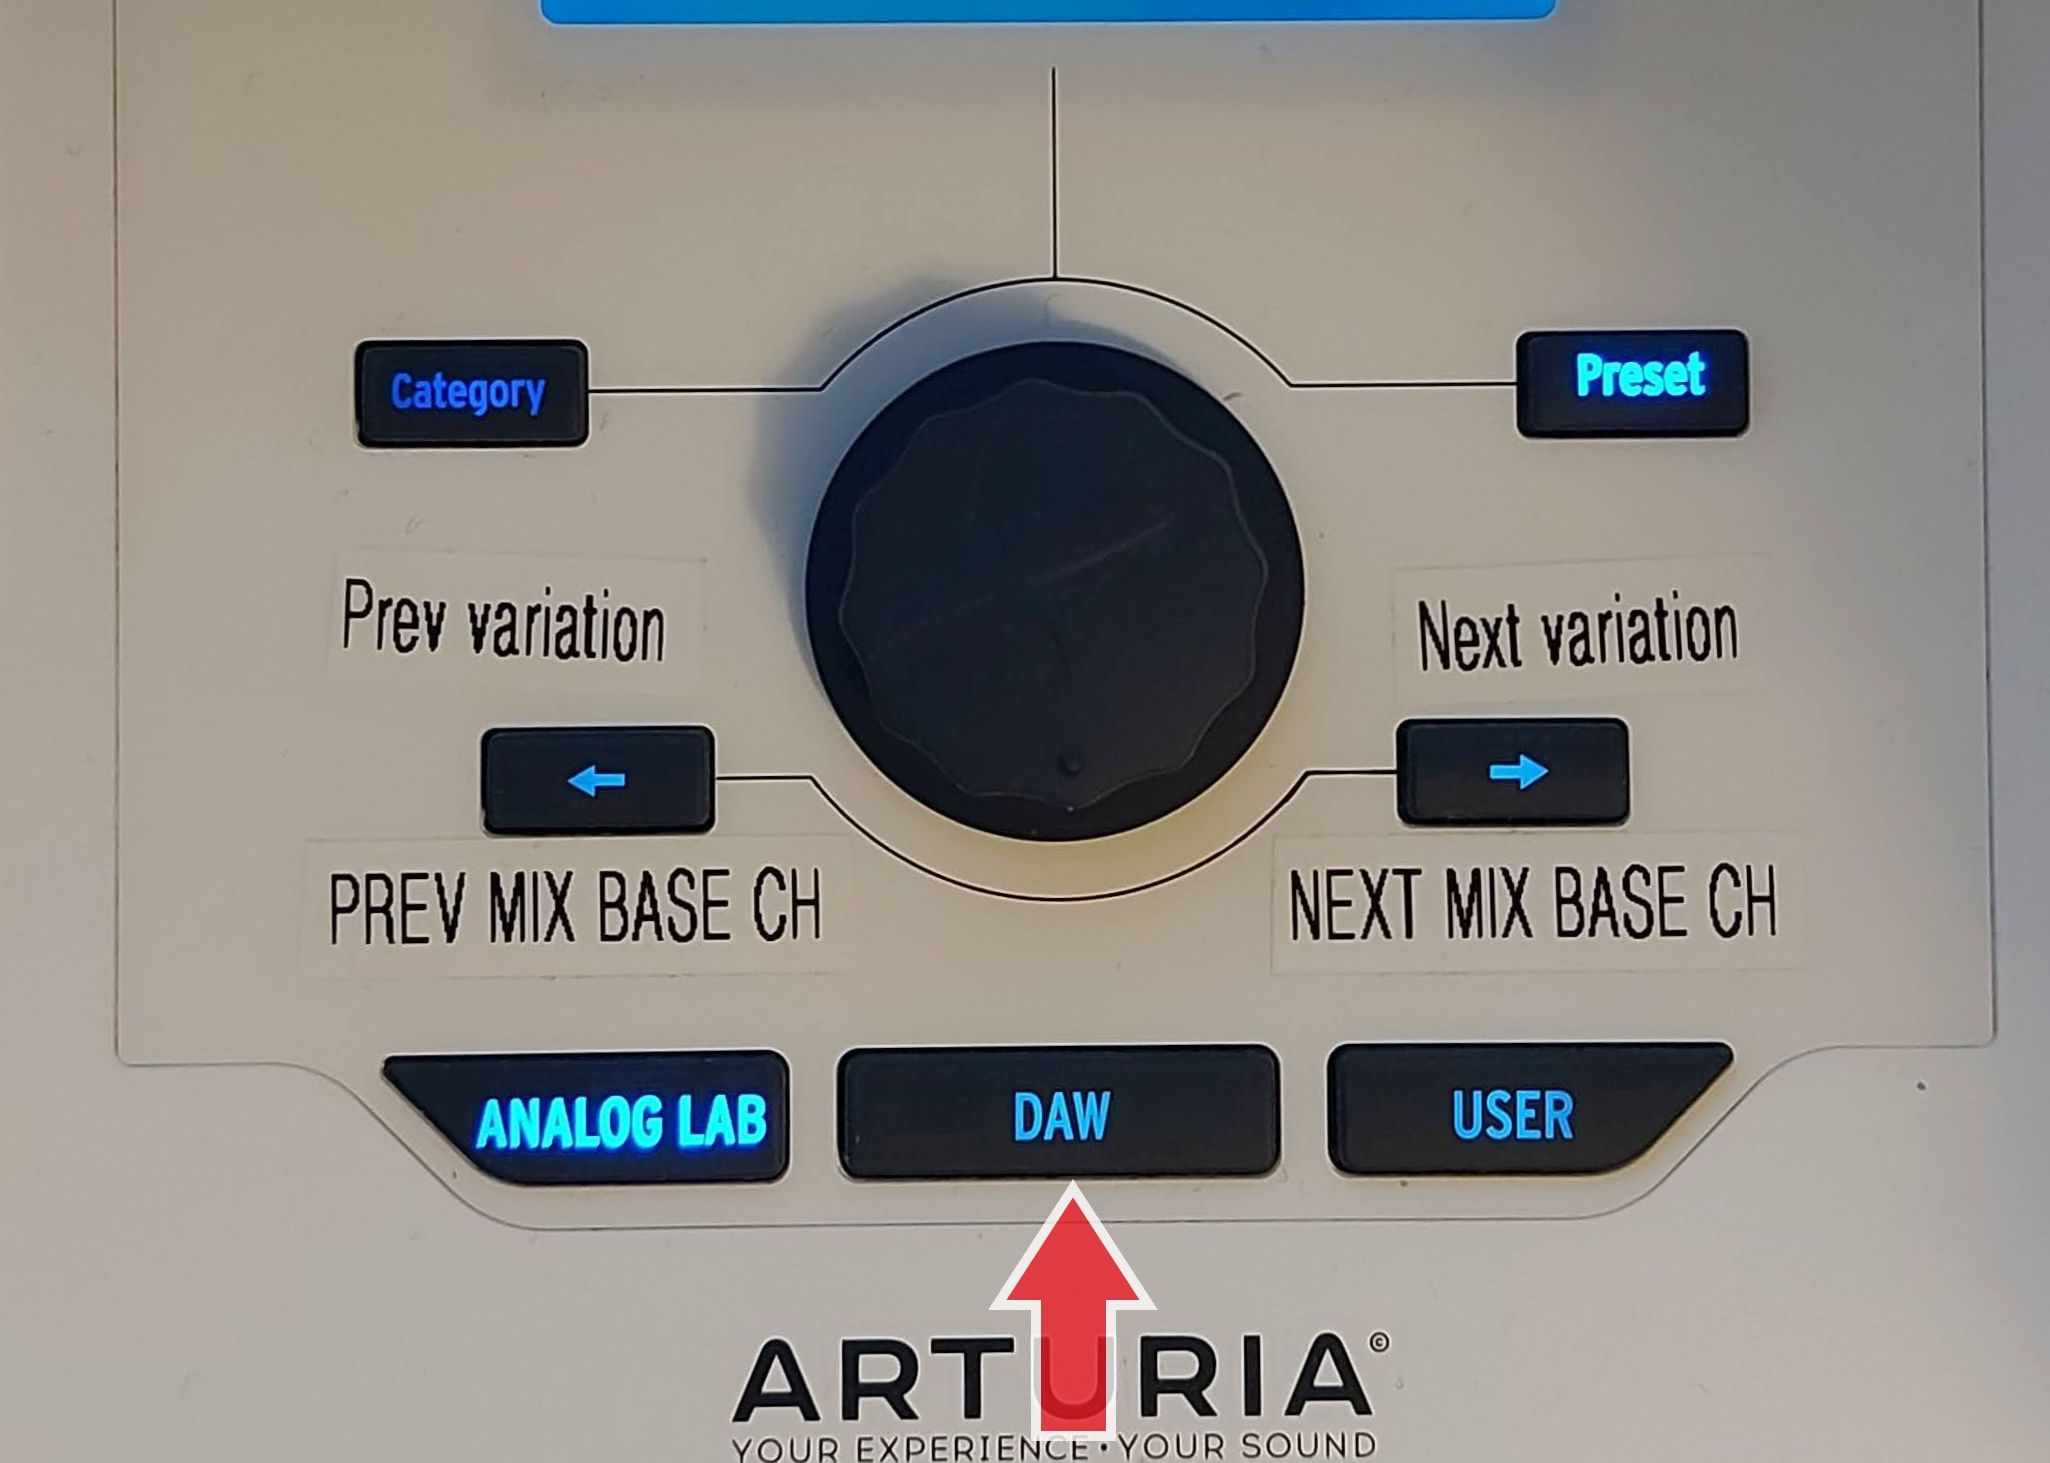 Category
Preset
Prev variation
Next variation
←
→
PREV MIX BASE CH
NEXT MIX BASE CH
ANALOG LAB
DAW
USER
ARTURIA©
YOUR EXPERIENCE • YOUR SOUND